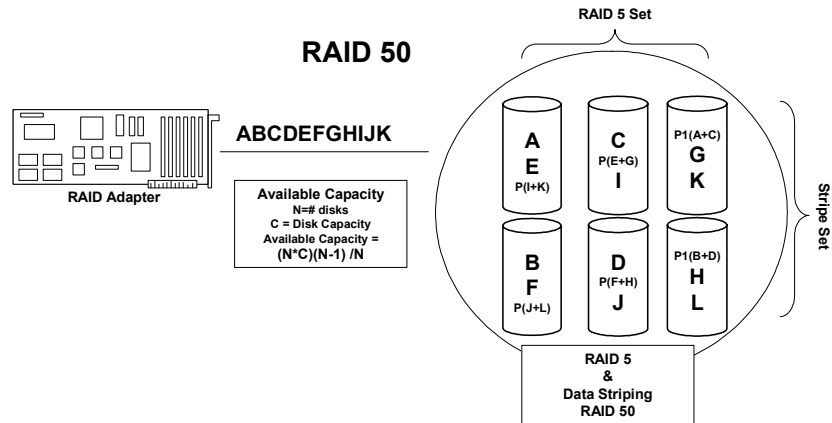 RAID 5 Set
RAID 50
ABCDEFGHIJK
RAID Adapter
Available Capacity
N=# disks
C = Disk Capacity
Available Capacity =
(N*C)(N-1) /N
A
E
P(I+K)
C
P(E+G)
I
P1(A+C)
G
K
B
F
P(J+L)
D
P(F+H)
J
P1(B+D)
H
L
Stripe Set
RAID 5
&
Data Striping
RAID 50